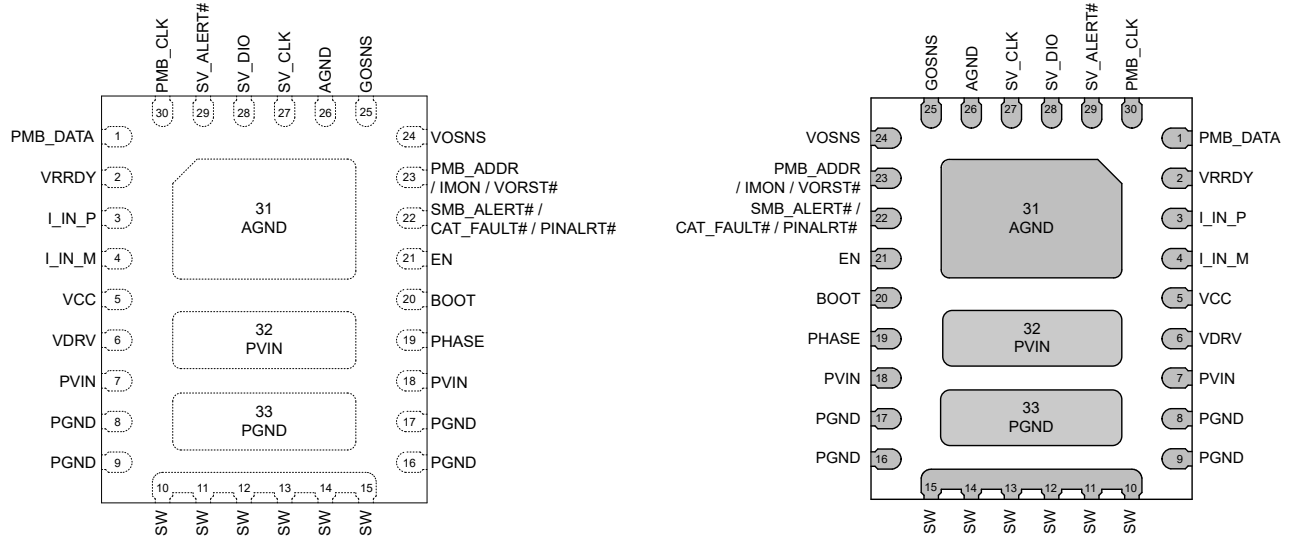 PMB_CLK
SV_ALERT#
SV_DIO
SV_CLK
AGND
GOSNS
30
29
28
27
26
25
PMB_DATA 1
VRRDY 2
I_IN_P 3
I_IN_M 4
VCC 5
VDRV 6
PVIN 7
PGND 8
PGND 9
31
AGND
32
PVIN
33
PGND
24 VOSNS
23 PMB_ADDR
/ IMON / VORST#
22 SMB_ALERT# /
CAT_FAULT# / PINALRT#
21 EN
20 BOOT
19 PHASE
18 PVIN
17 PGND
16 PGND
10
11
12
13
14
15
SW
SW
SW
SW
SW
SW
GOSNS
AGND
SV_CLK
SV_DIO
SV_ALERT#
PMB_CLK
25
26
27
28
29
30
VOSNS 24
PMB_ADDR
/ IMON / VORST# 23
SMB_ALERT# /
CAT_FAULT# / PINALRT# 22
EN 21
BOOT 20
PHASE 19
PVIN 18
PGND 17
PGND 16
31
AGND
32
PVIN
33
PGND
1 PMB_DATA
2 VRRDY
3 I_IN_P
4 I_IN_M
5 VCC
6 VDRV
7 PVIN
8 PGND
9 PGND
15
14
13
12
11
10
SW
SW
SW
SW
SW
SW